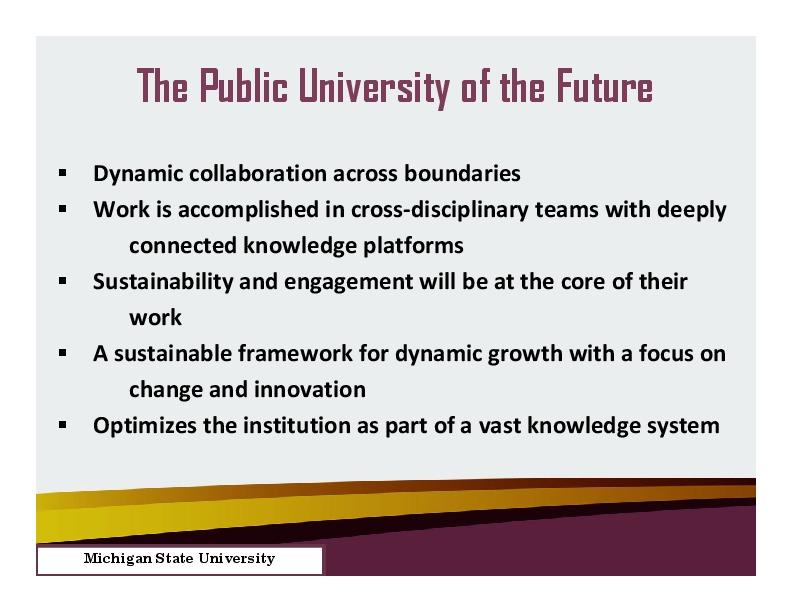 The Public University of the Future
▪ Dynamic collaboration across boundaries
▪ Work is accomplished in cross-disciplinary teams with deeply
connected knowledge platforms
▪ Sustainability and engagement will be at the core of their
work
▪ A sustainable framework for dynamic growth with a focus on
change and innovation
▪ Optimizes the institution as part of a vast knowledge system
Michigan State University